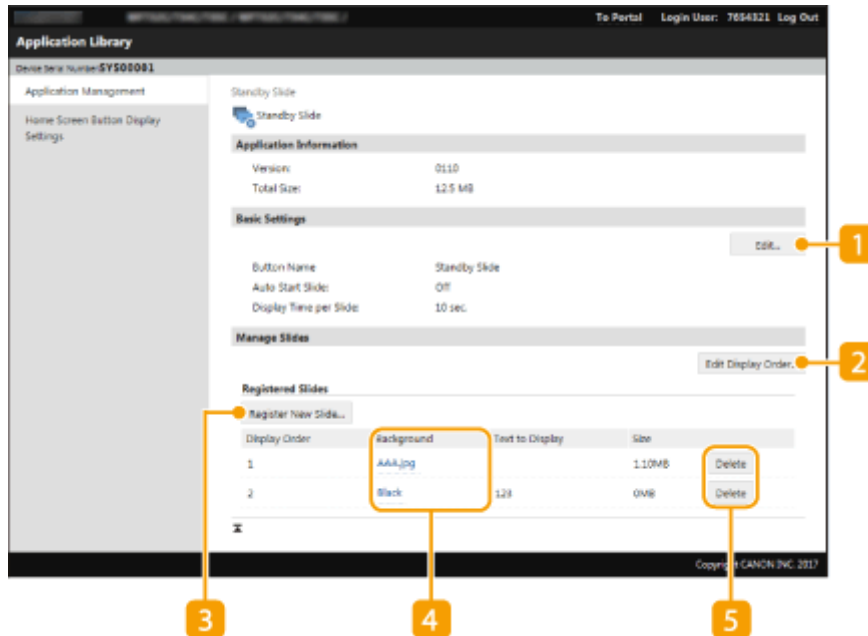 To Portal Login User: 7654321 Log Out
Application Library
Device Serial Number:SYS00081
Application Management
Home Screen Button Display
Settings
Standby Slide
Standby Slide
Application Information
Version: 0110
Total Size: 12.5 MB
Basic Settings
Edit...
1
Button Name Standby Slide
Auto Start Slide: Off
Display Time per Slide: 10 sec.
Manage Slides
Edit Display Order...
2
Registered Slides
Register New Slide...
Display Order Background Text to Display Size
1 AAA.jpg 1.10MB Delete
2 Black 123 0MB Delete
Copyright CANON INC. 2017
3 4 5